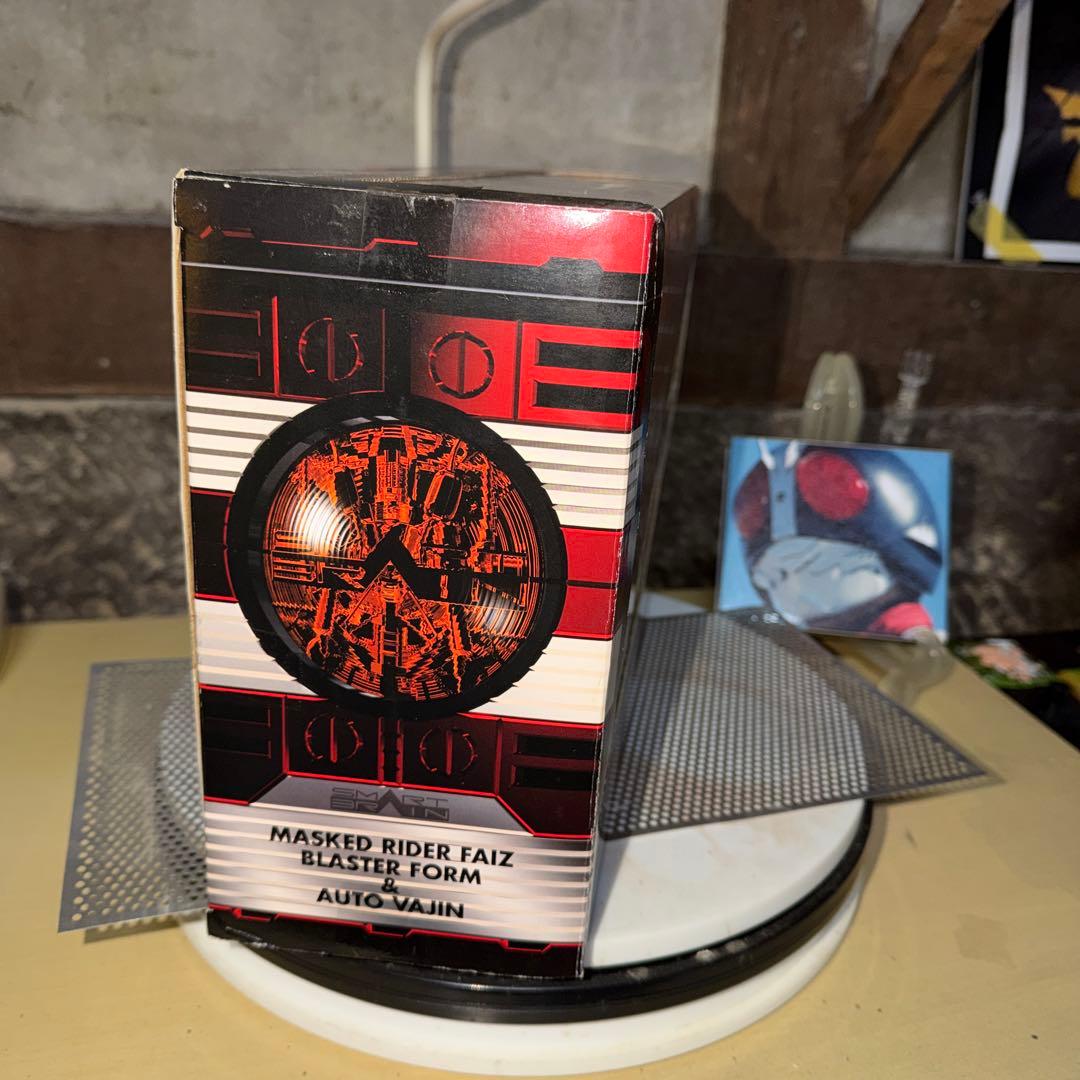 SMART
BRAIN
MASKED RIDER FAIZ
BLASTER FORM
&
AUTO VAJIN